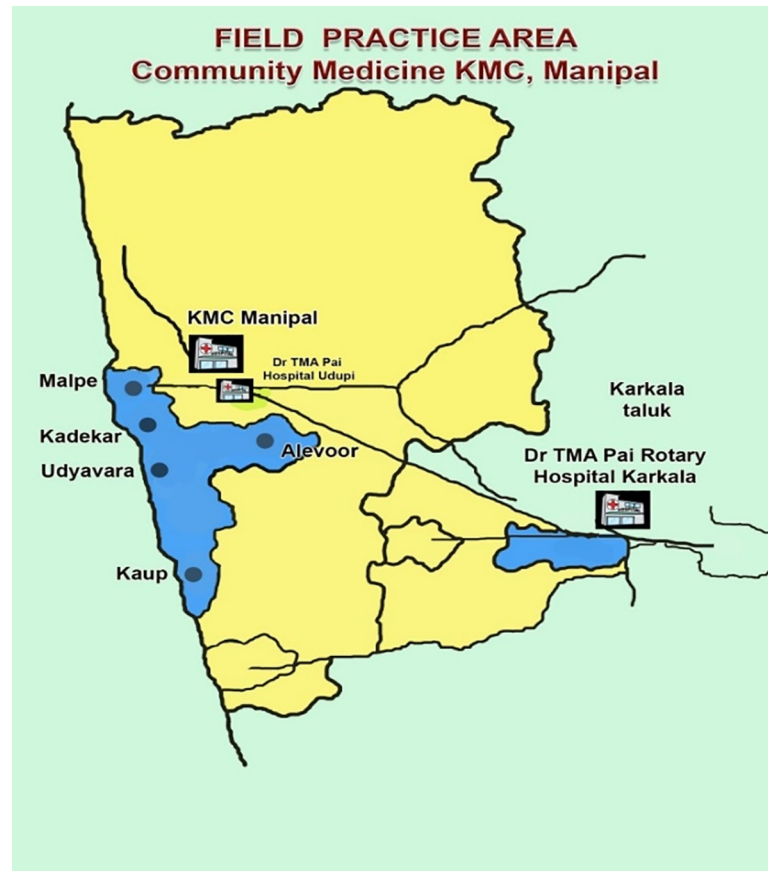 FIELD PRACTICE AREA
Community Medicine KMC, Manipal
KMC Manipal
Dr TMA Pai
Hospital Udupi
Malpe
Kadekar
Udyavara
Alevoor
Kaup
Karkala
taluk
Dr TMA Pai Rotary
Hospital Karkala